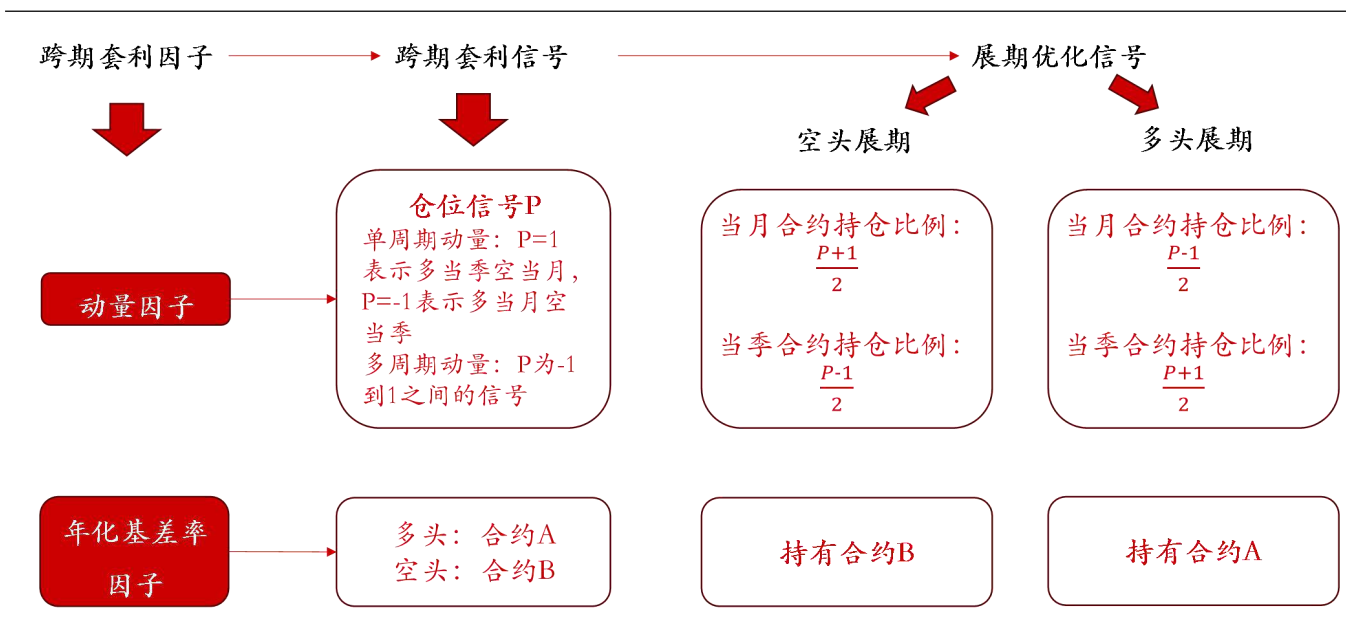 跨期套利因子
跨期套利信号
展期优化信号
空头展期
多头展期
动量因子
仓位信号P
单周期动量：P=1
表示多当季空当月，
P=-1表示多当月空
当季
多周期动量：P为-1
到1之间的信号
当月合约持仓比例：
P+1
2
当季合约持仓比例：
P-1
2
当月合约持仓比例：
P-1
2
当季合约持仓比例：
P+1
2
年化基差率
因子
多头：合约A
空头：合约B
持有合约B
持有合约A